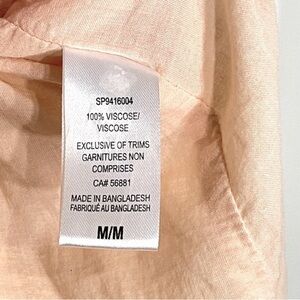 SP9416004
100% VISCOSE/
VISCOSE
EXCLUSIVE OF TRIMS
GARNITURES NON
COMPRISES
CA# 56881
MADE IN BANGLADESH
FABRIQUÉ AU BANGLADESH
M/M